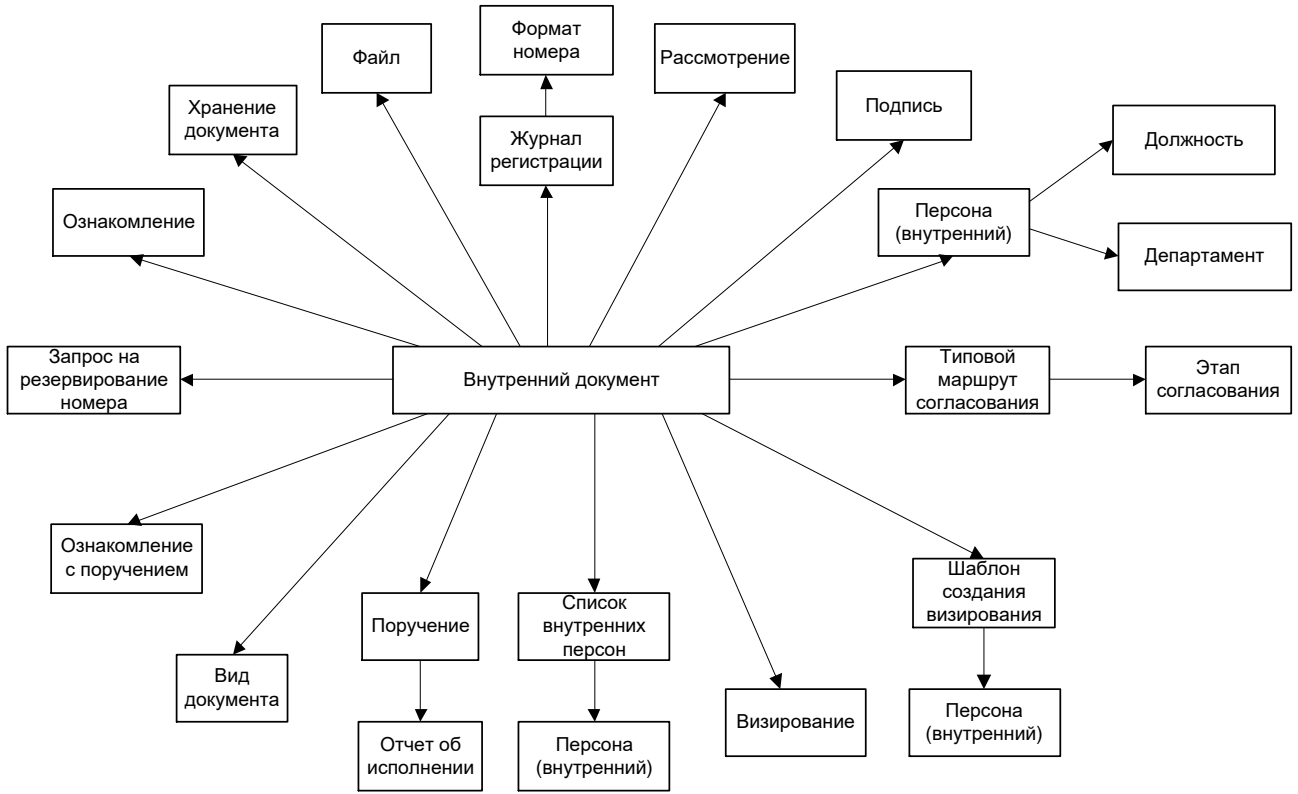 Формат
номера
Файл
Рассмотрение
Хранение
документа
Подпись
Журнал
регистрации
Должность
Ознакомление
Персона
(внутренний)
Департамент
Запрос на
резервирование
номера
Внутренний документ
Типовой
маршрут
согласования
Этап
согласования
Ознакомление
с поручением
Шаблон
создания
визирования
Поручение
Список
внутренних
персон
Вид
документа
Визирование
Персона
(внутренний)
Отчет об
исполнении
Персона
(внутренний)